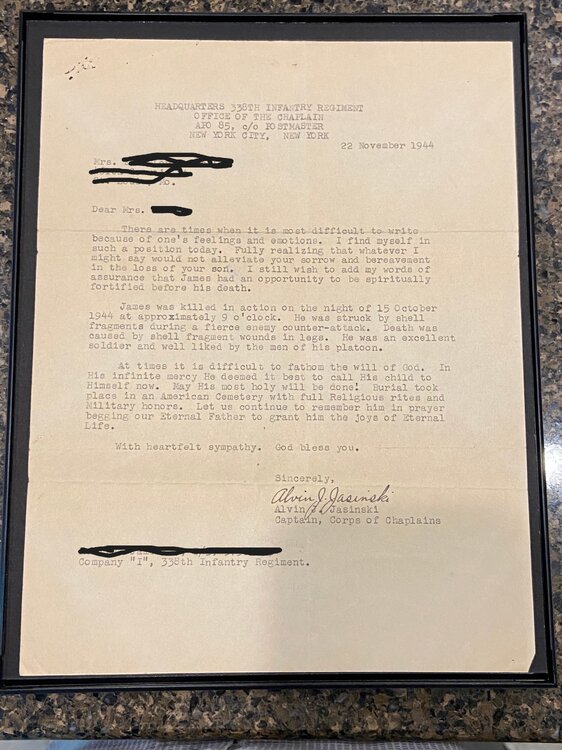 HEADQUARTERS 338TH INFANTRY REGIMENT
OFFICE OF THE CHAPLAIN
APO 85, c/o POSTMASTER
NEW YORK CITY, NEW YORK
22 November 1944
Mrs.
Mo.
Dear Mrs.
There are times when it is most difficult to write
because of one's feelings and emotions. I find myself in
such a position today. Fully realizing that whatever I
might say would not alleviate your sorrow and bereavement
in the loss of your son. I still wish to add my words of
assurance that James had an opportunity to be spiritually
fortified before his death.
James was killed in action on the night of 15 October
1944 at approximately 9 o'clock. He was struck by shell
fragments during a fierce enemy counter-attack. Death was
caused by shell fragment wounds in legs. He was an excellent
soldier and well liked by the men of his platoon.
At times it is difficult to fathom the will of God. In
His infinite mercy He deemed it best to call His child to
Himself now. May His most holy will be done! Burial took
place in an American Cemetery with full Religious rites and
Military honors. Let us continue to remember him in prayer
begging our Eternal Father to grant him the joys of Eternal
Life.
With heartfelt sympathy. God bless you.
Sincerely,
Alvin J. Jasinski
Alvin J. Jasinski
Captain, Corps of Chaplains
Company "I", 338th Infantry Regiment.